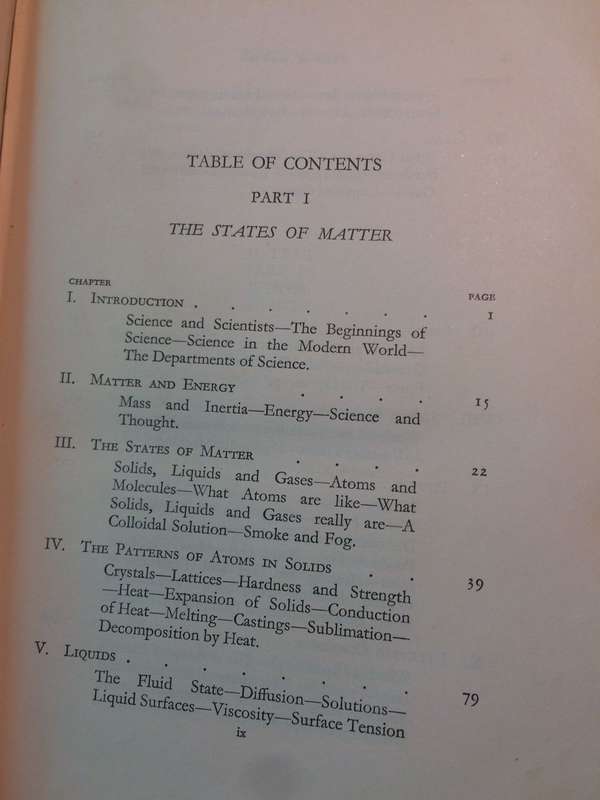 TABLE OF CONTENTS
PART I
THE STATES OF MATTER
CHAPTER PAGE
I. INTRODUCTION . . . . . . . 1
Science and Scientists—The Beginnings of
Science—Science in the Modern World—
The Departments of Science.
II. MATTER AND ENERGY . . . . 15
Mass and Inertia—Energy—Science and
Thought.
III. THE STATES OF MATTER . . . . 22
Solids, Liquids and Gases—Atoms and
Molecules—What Atoms are like—What
Solids, Liquids and Gases really are—A
Colloidal Solution—Smoke and Fog.
IV. THE PATTERNS OF ATOMS IN SOLIDS . . 39
Crystals—Lattices—Hardness and Strength
—Heat—Expansion of Solids—Conduction
of Heat—Melting—Castings—Sublimation—
Decomposition by Heat.
V. LIQUIDS . . . . . . . . 79
The Fluid State—Diffusion—Solutions—
Liquid Surfaces—Viscosity—Surface Tension
ix